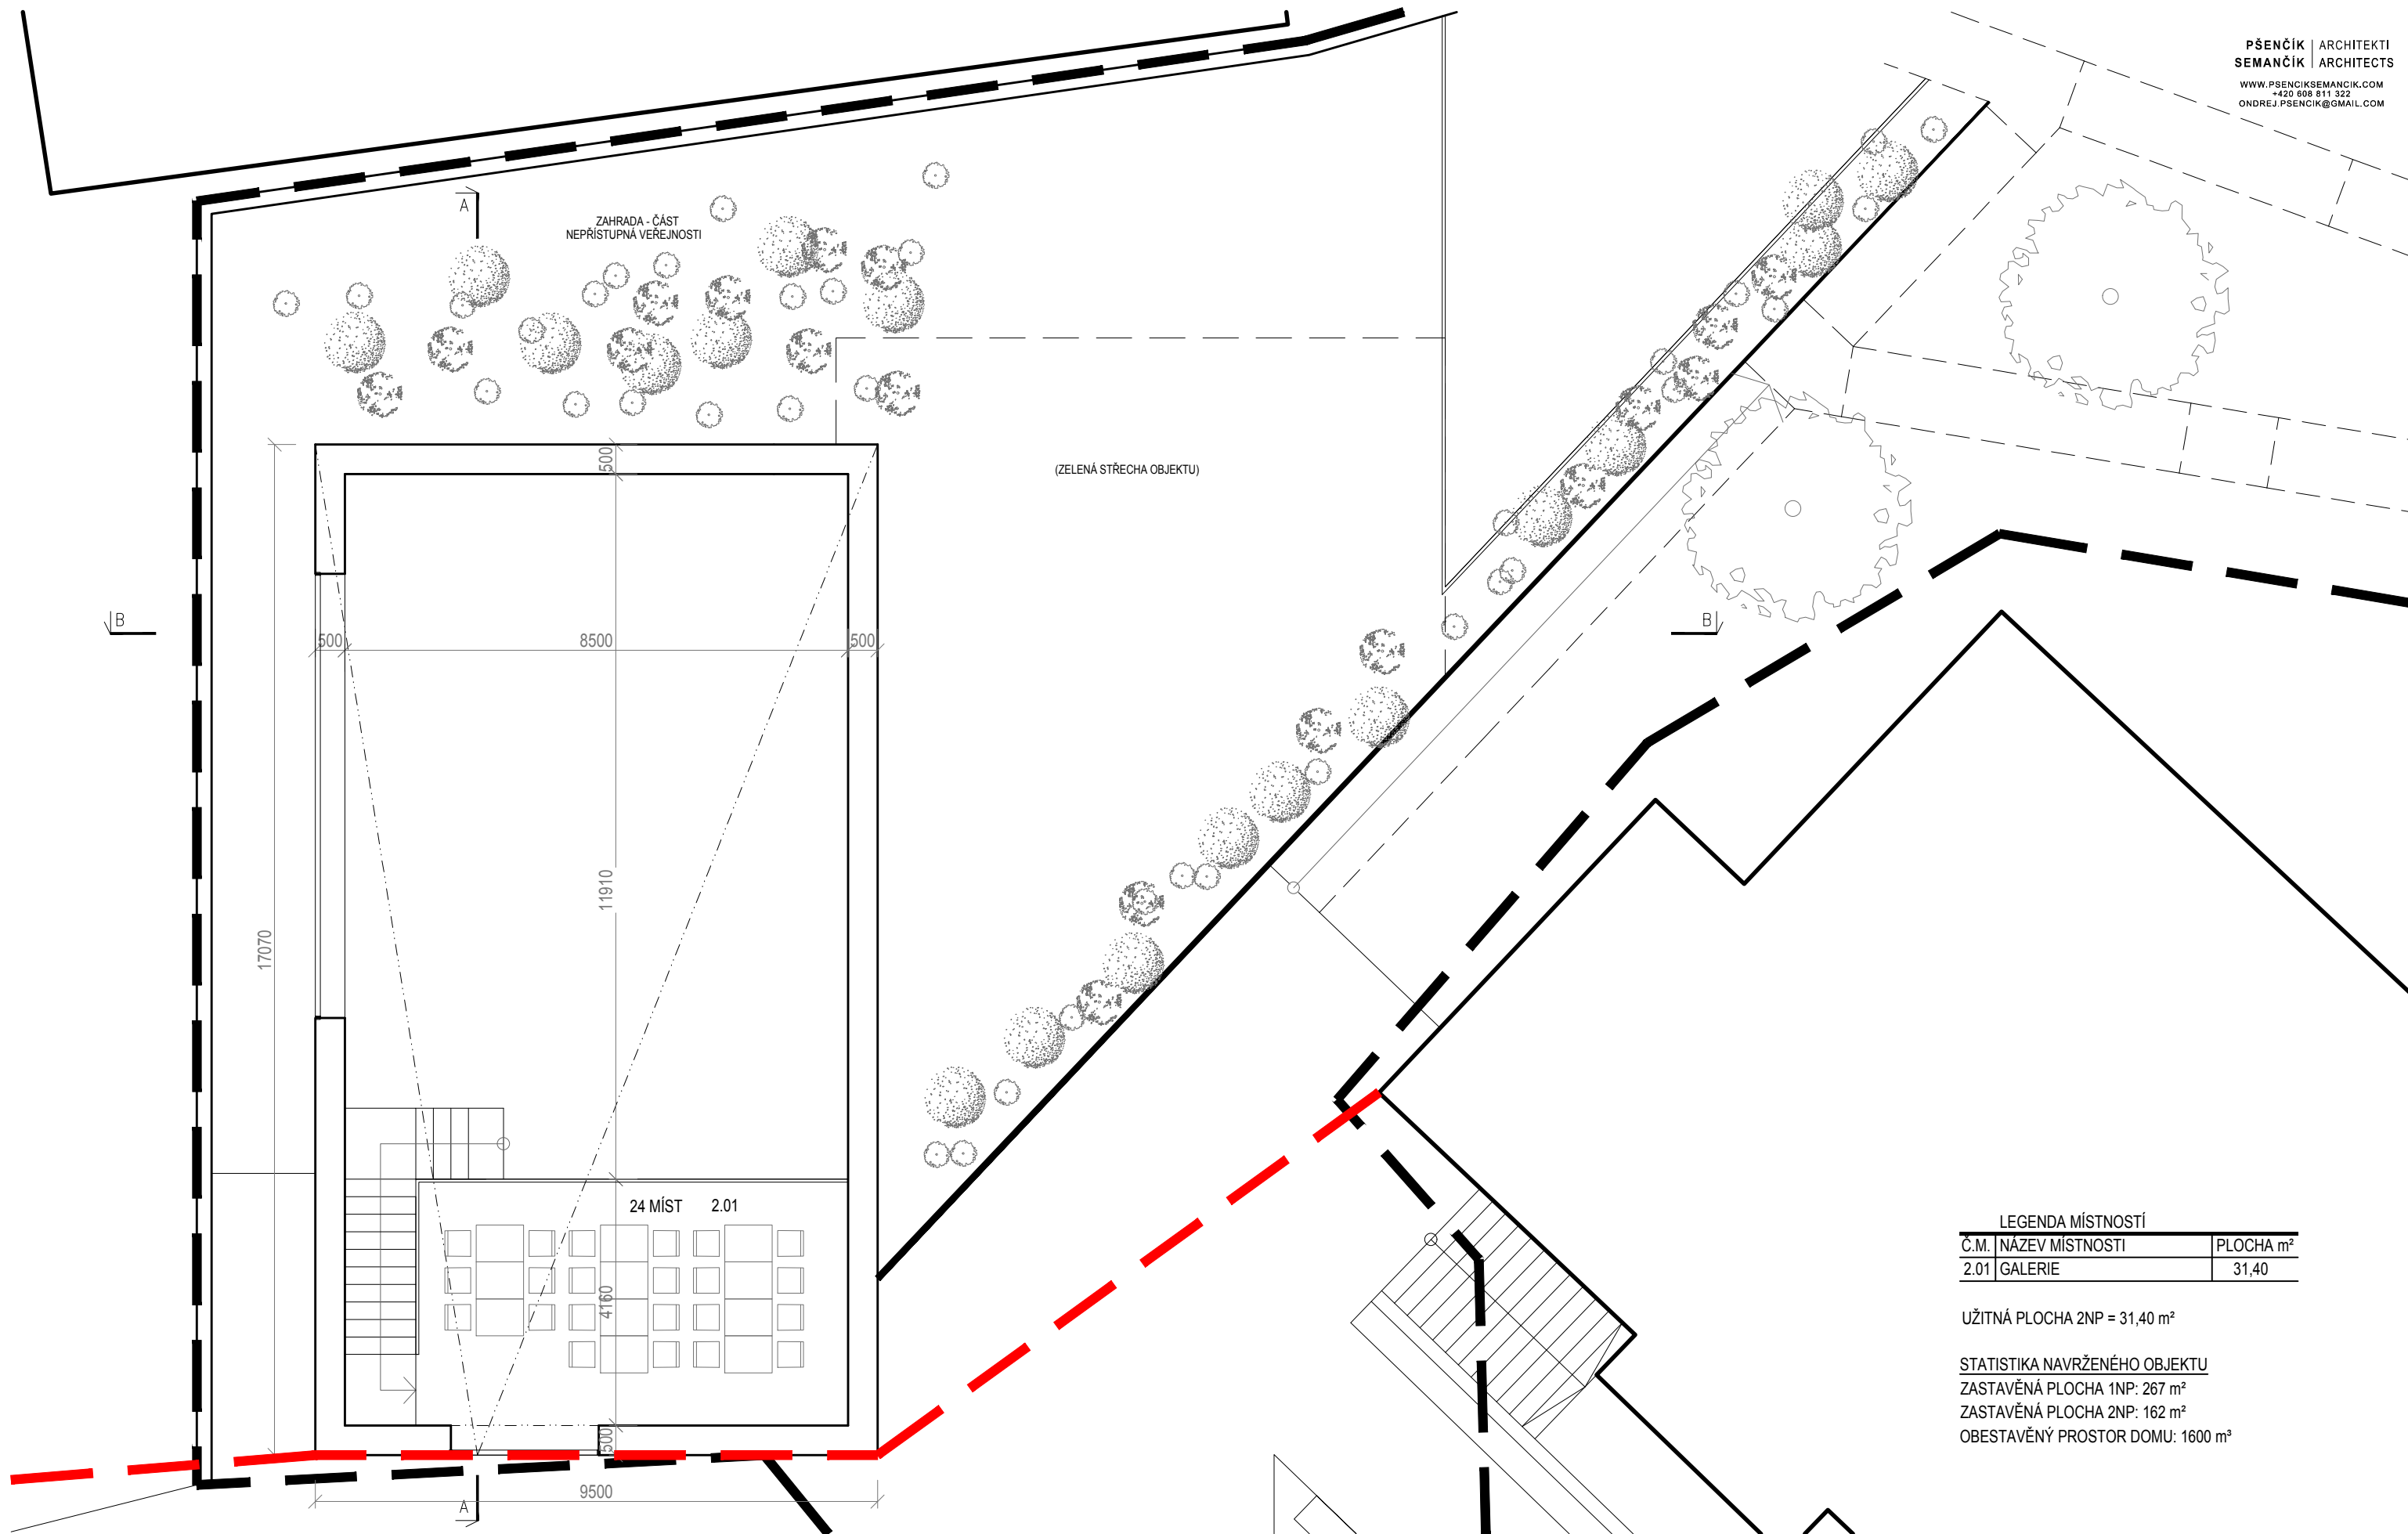 PŠENČÍK | ARCHITEKTI
SEMANČÍK | ARCHITECTS
WWW.PSENCIKSEMANCIK.COM
+420 608 811 322
ONDREJ.PSENCIK@GMAIL.COM
A
ZAHRADA - ČÁST
NEPŘÍSTUPNÁ VEŘEJNOSTI
500
(ZELENÁ STŘECHA OBJEKTU)
B
B
500
8500
500
11910
17070
24 MÍST 2.01
4160
500
9500
A
LEGENDA MÍSTNOSTÍ
Č.M. NÁZEV MÍSTNOSTI PLOCHA m²
2.01 GALERIE 31,40
UŽITNÁ PLOCHA 2NP = 31,40 m²
STATISTIKA NAVRŽENÉHO OBJEKTU
ZASTAVĚNÁ PLOCHA 1NP: 267 m²
ZASTAVĚNÁ PLOCHA 2NP: 162 m²
OBESTAVĚNÝ PROSTOR DOMU: 1600 m³